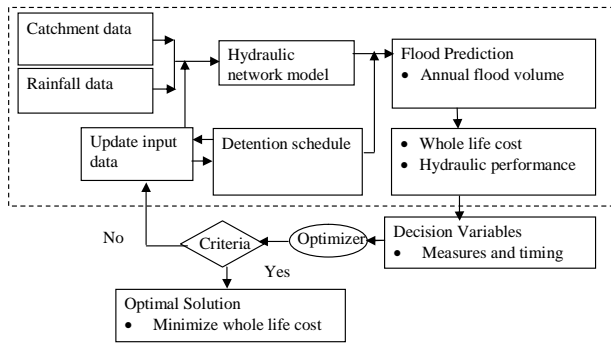 Catchment data
Rainfall data
Hydraulic
network model
Flood Prediction
• Annual flood volume
Update input
data
Detention schedule
• Whole life cost
• Hydraulic performance
No
Criteria
Optimizer
Decision Variables
• Measures and timing
Yes
Optimal Solution
• Minimize whole life cost